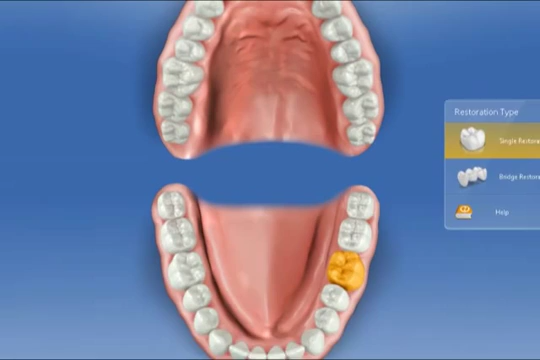 Restoration Type
Single Restora
Bridge Restora
Help